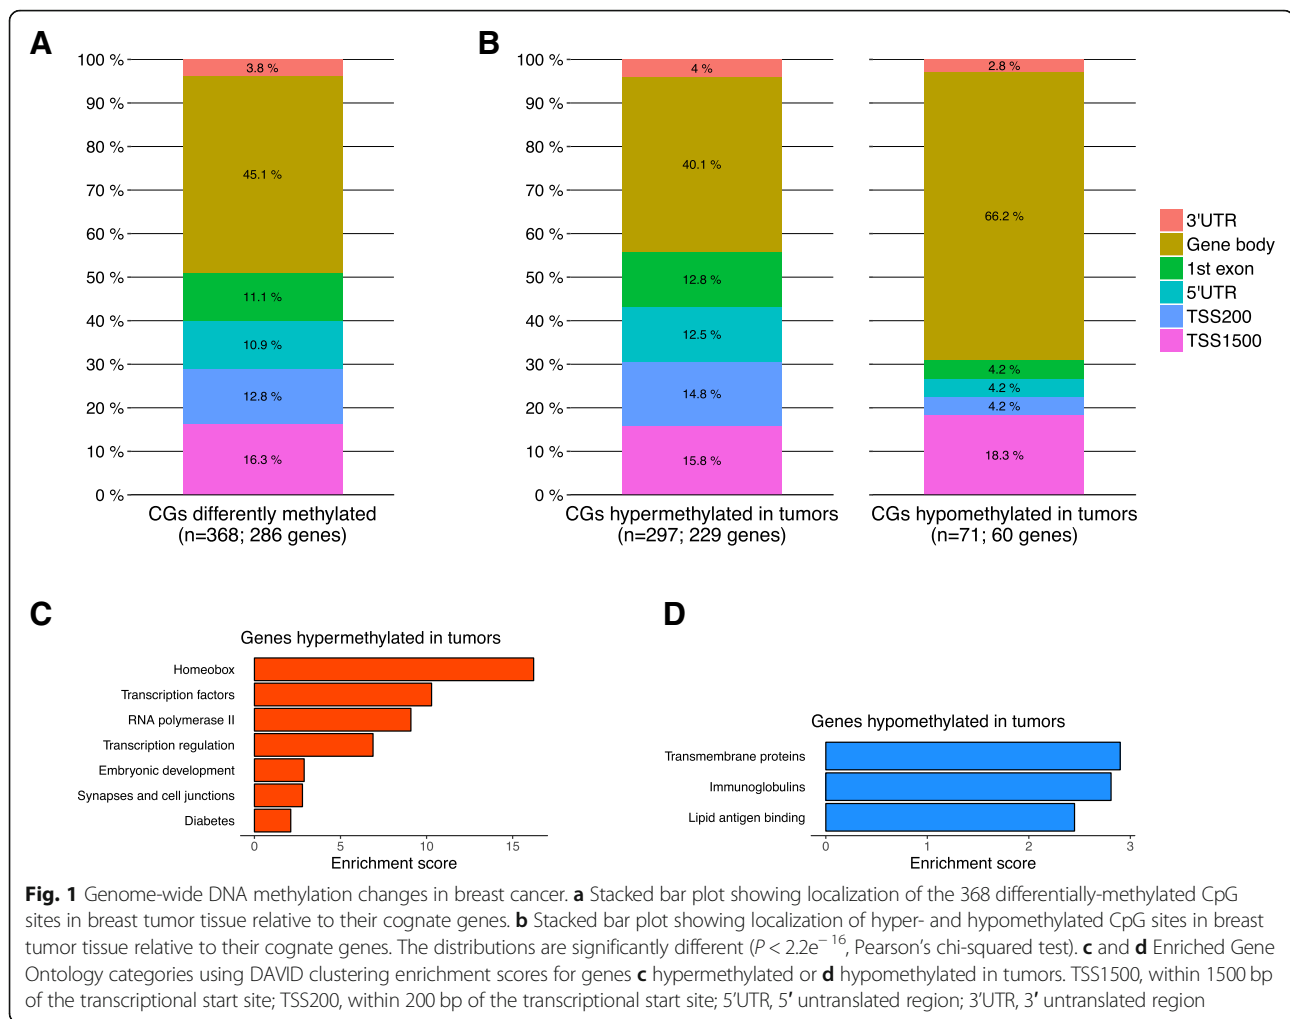 A
100 %
90 %
80 %
70 %
60 %
50 %
40 %
30 %
20 %
10 %
0 %
3.8 %
45.1 %
11.1 %
10.9 %
12.8 %
16.3 %
CGs differently methylated
(n=368; 286 genes)
B
100 %
90 %
80 %
70 %
60 %
50 %
40 %
30 %
20 %
10 %
0 %
4 %
40.1 %
12.8 %
12.5 %
14.8 %
15.8 %
CGs hypermethylated in tumors
(n=297; 229 genes)
2.8 %
66.2 %
4.2 %
4.2 %
4.2 %
18.3 %
CGs hypomethylated in tumors
(n=71; 60 genes)
3'UTR
Gene body
1st exon
5'UTR
TSS200
TSS1500
C
Genes hypermethylated in tumors
Homeobox
Transcription factors
RNA polymerase II
Transcription regulation
Embryonic development
Synapses and cell junctions
Diabetes
0 5 10 15
Enrichment score
D
Genes hypomethylated in tumors
Transmembrane proteins
Immunoglobulins
Lipid antigen binding
0 1 2 3
Enrichment score
Fig. 1 Genome-wide DNA methylation changes in breast cancer. a Stacked bar plot showing localization of the 368 differentially-methylated CpG
sites in breast tumor tissue relative to their cognate genes. b Stacked bar plot showing localization of hyper- and hypomethylated CpG sites in breast
tumor tissue relative to their cognate genes. The distributions are significantly different (P < 2.2e⁻¹⁶, Pearson's chi-squared test). c and d Enriched Gene
Ontology categories using DAVID clustering enrichment scores for genes c hypermethylated or d hypomethylated in tumors. TSS1500, within 1500 bp
of the transcriptional start site; TSS200, within 200 bp of the transcriptional start site; 5'UTR, 5′ untranslated region; 3'UTR, 3′ untranslated region